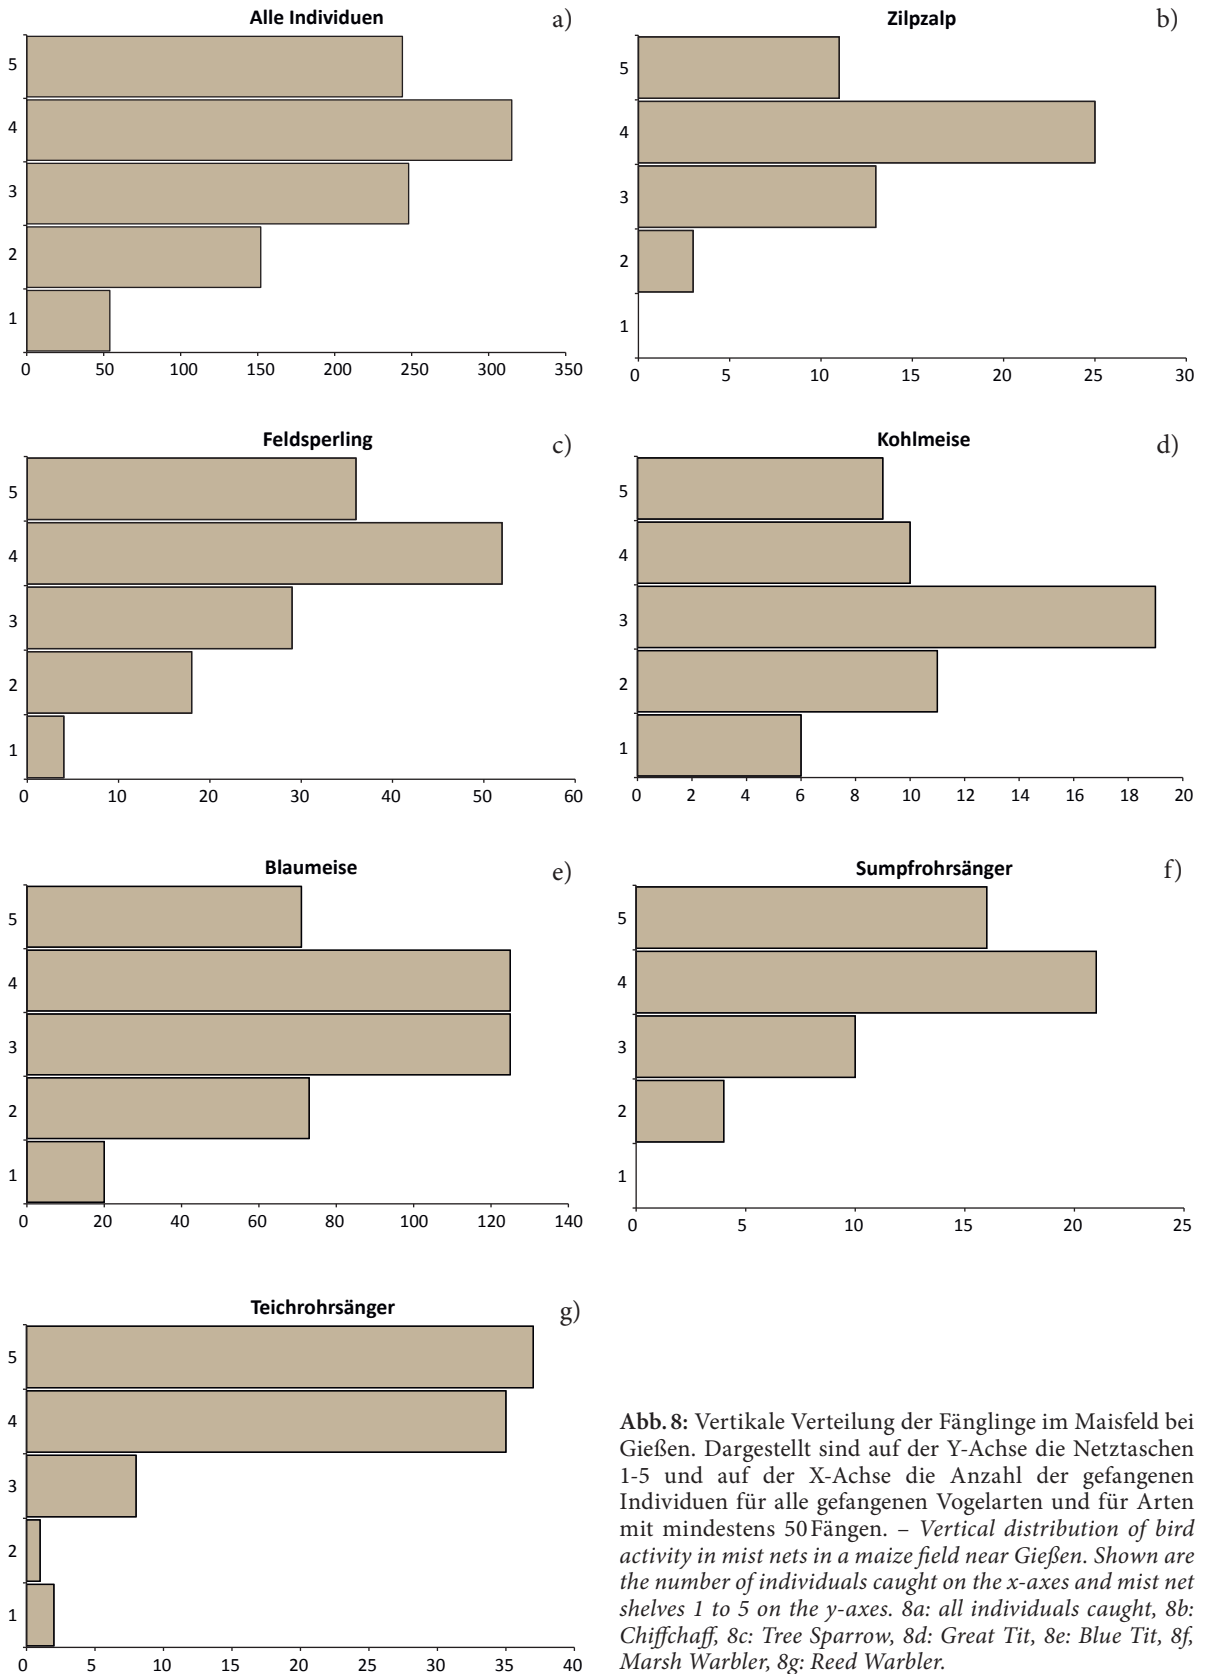 Alle Individuen
a)
5
4
3
2
1
0 50 100 150 200 250 300 350
Zilpzalp
b)
5
4
3
2
1
0 5 10 15 20 25 30
Feldsperling
c)
5
4
3
2
1
0 10 20 30 40 50 60
Kohlmeise
d)
5
4
3
2
1
0 2 4 6 8 10 12 14 16 18 20
Blaumeise
e)
5
4
3
2
1
0 20 40 60 80 100 120 140
Sumpfrohrsänger
f)
5
4
3
2
1
0 5 10 15 20 25
Teichrohrsänger
g)
5
4
3
2
1
0 5 10 15 20 25 30 35 40
Abb. 8: Vertikale Verteilung der Fänglinge im Maisfeld bei
Gießen. Dargestellt sind auf der Y-Achse die Netztaschen
1-5 und auf der X-Achse die Anzahl der gefangenen
Individuen für alle gefangenen Vogelarten und für Arten
mit mindestens 50 Fängen. – Vertical distribution of bird
activity in mist nets in a maize field near Gießen. Shown are
the number of individuals caught on the x-axes and mist net
shelves 1 to 5 on the y-axes. 8a: all individuals caught, 8b:
Chiffchaff, 8c: Tree Sparrow, 8d: Great Tit, 8e: Blue Tit, 8f,
Marsh Warbler, 8g: Reed Warbler.